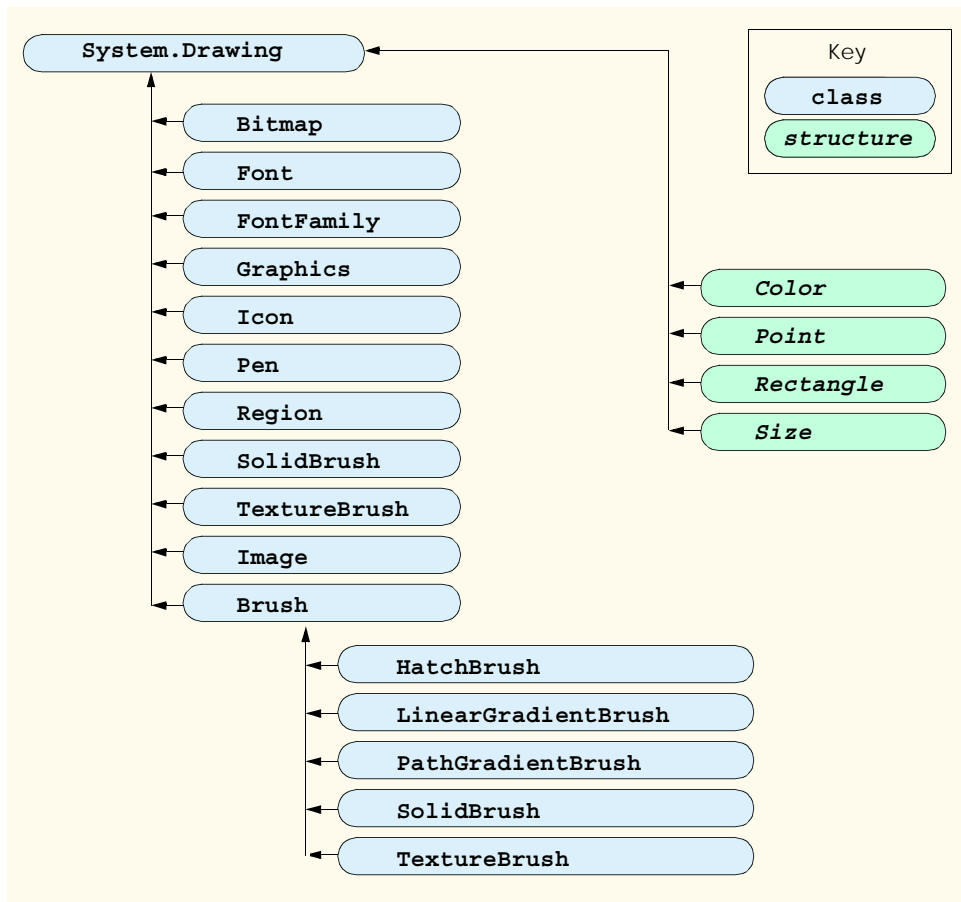 System.Drawing
Key
class
structure
Bitmap
Font
FontFamily
Graphics
Icon
Pen
Region
SolidBrush
TextureBrush
Image
Brush
Color
Point
Rectangle
Size
HatchBrush
LinearGradientBrush
PathGradientBrush
SolidBrush
TextureBrush